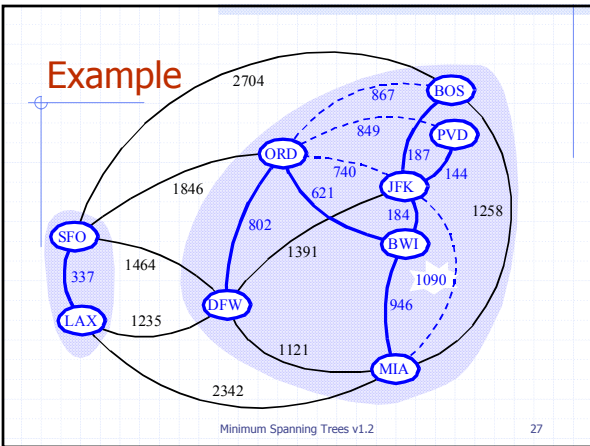 Example
2704
BOS
867
849
PVD
ORD
740
187
144
JFK
1846
621
184
1258
SFO
802
1391
BWI
1464
337
1090
DFW
946
LAX
1235
1121
MIA
2342
Minimum Spanning Trees v1.2
27